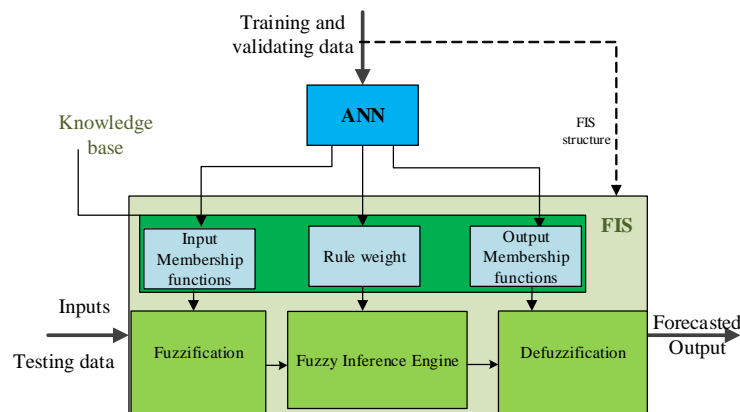 Training and
validating data
ANN
Knowledge
base
FIS
structure
FIS
Input
Membership
functions
Rule weight
Output
Membership
functions
Inputs
Testing data
Fuzzification
Fuzzy Inference Engine
Defuzzification
Forecasted
Output